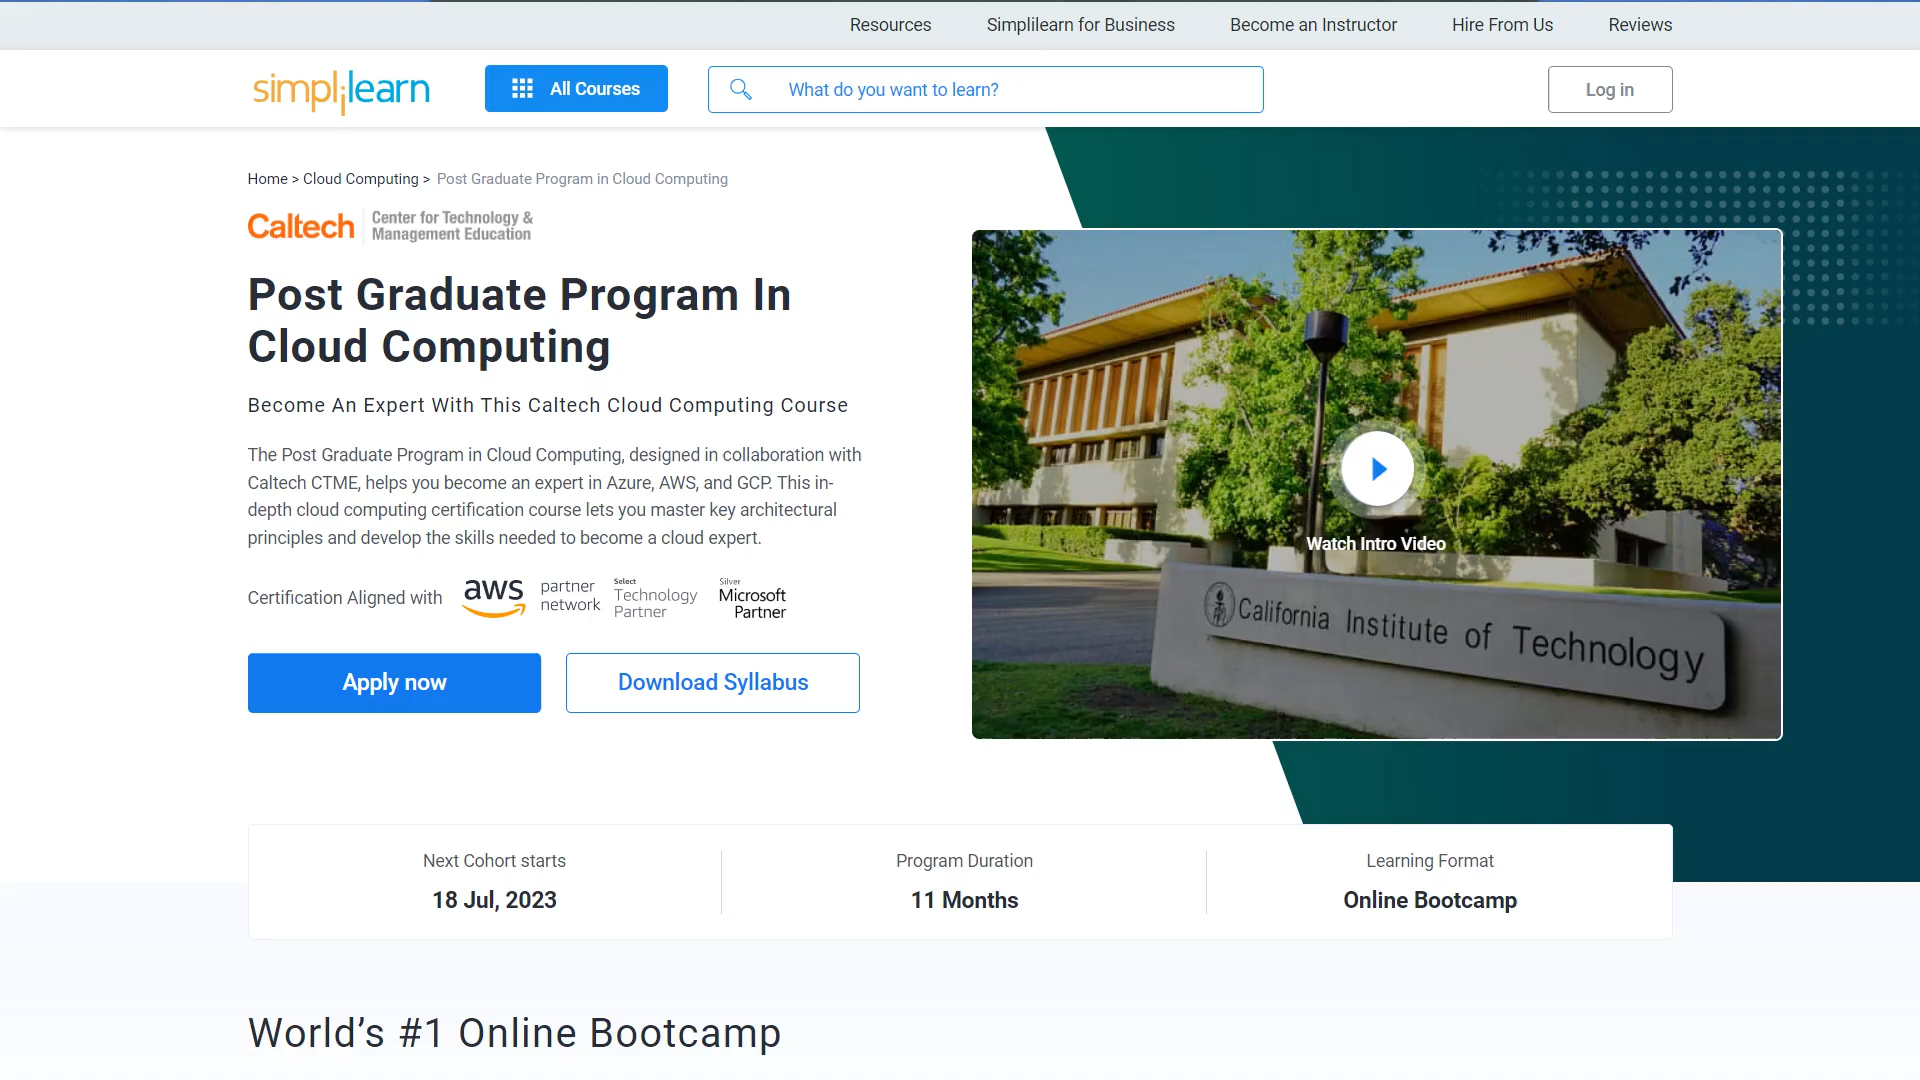 Resources Simplilearn for Business Become an Instructor Hire From Us Reviews
simplilearn All Courses What do you want to learn? Log in
Home > Cloud Computing > Post Graduate Program in Cloud Computing
Caltech Center for Technology &
Management Education
Post Graduate Program In
Cloud Computing
Become An Expert With This Caltech Cloud Computing Course
The Post Graduate Program in Cloud Computing, designed in collaboration with
Caltech CTME, helps you become an expert in Azure, AWS, and GCP. This in-
depth cloud computing certification course lets you master key architectural
principles and develop the skills needed to become a cloud expert.
Certification Aligned with
aws partner
network
Select
Technology
Partner
Silver
Microsoft
Partner
Apply now Download Syllabus
Watch Intro Video
California Institute of Technology
Next Cohort starts Program Duration Learning Format
18 Jul, 2023 11 Months Online Bootcamp
World’s #1 Online Bootcamp